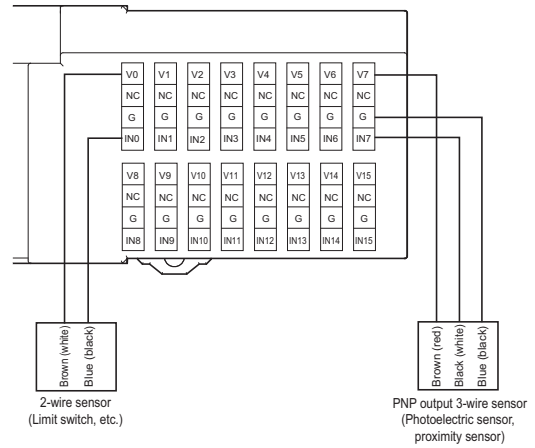 V0 V1 V2 V3 V4 V5 V6 V7
NC NC NC NC NC NC NC NC
G G G G G G G G
IN0 IN1 IN2 IN3 IN4 IN5 IN6 IN7
V8 V9 V10 V11 V12 V13 V14 V15
NC NC NC NC NC NC NC NC
G G G G G G G G
IN8 IN9 IN10 IN11 IN12 IN13 IN14 IN15
Brown (white)
Blue (black)
2-wire sensor
(Limit switch, etc.)
Brown (red)
Black (white)
Blue (black)
PNP output 3-wire sensor
(Photoelectric sensor,
proximity sensor)